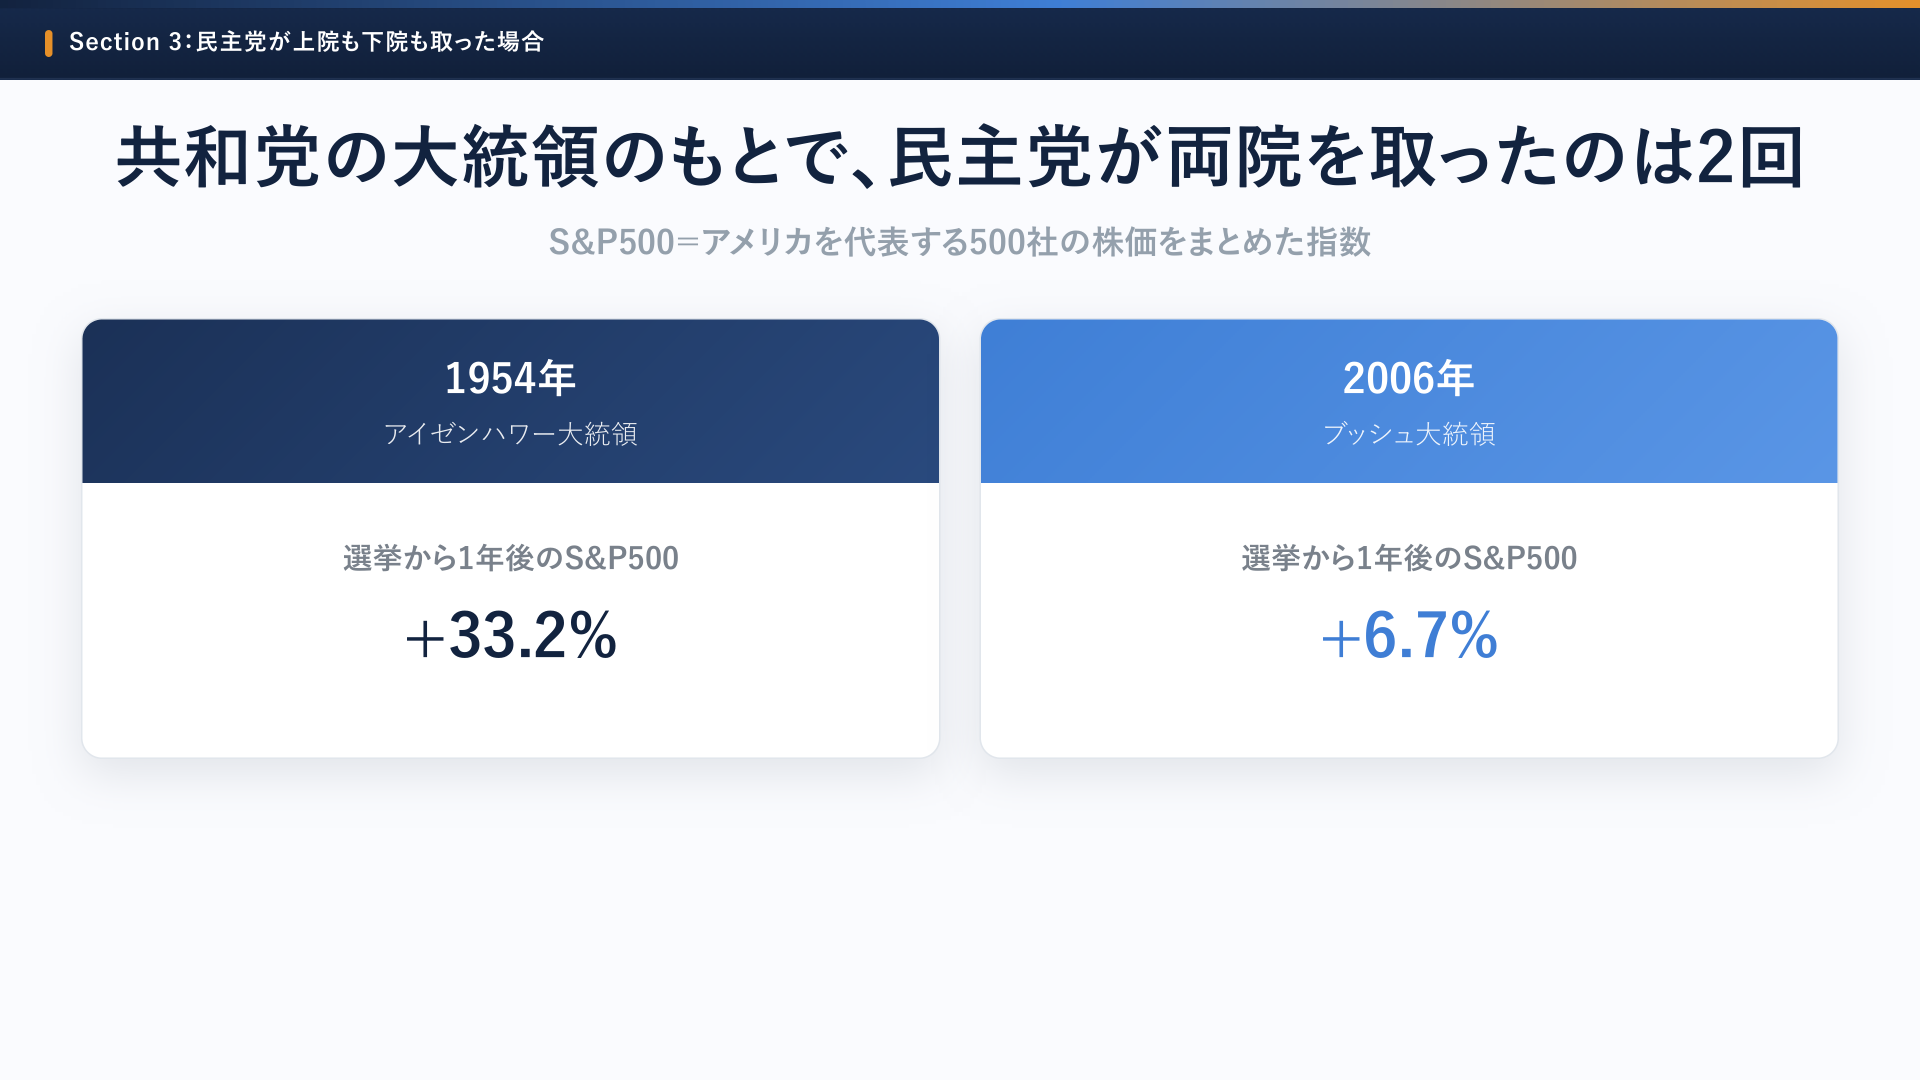 Section 3：民主党が上院も下院も取った場合
共和党の大統領のもとで、民主党が両院を取ったのは2回
S&P500＝アメリカを代表する500社の株価をまとめた指数
1954年
アイゼンハワー大統領
選挙から1年後のS&P500
＋33.2%
2006年
ブッシュ大統領
選挙から1年後のS&P500
＋6.7%